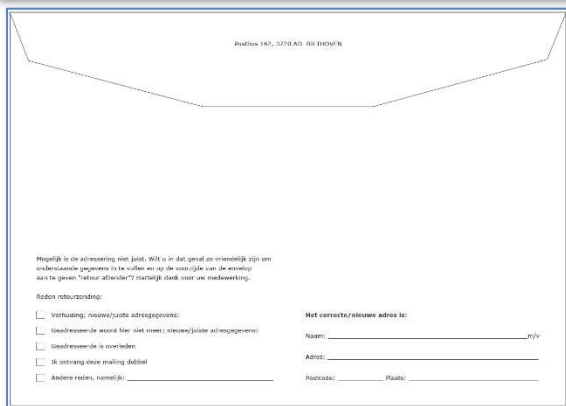 Postbus 162, 3720 AD  BILTHOVEN
Mogelijk is de adressering niet juist. Wilt u in dat geval zo vriendelijk zijn om
onderstaande gegevens in te vullen en op de voorzijde van de envelop
aan te geven "retour afzender"? Hartelijk dank voor uw medewerking.
Reden retourzending:
Verhuizing; nieuwe/juiste adresgegevens:
Geadresseerde woont hier niet meer; nieuwe/juiste adresgegevens:
Geadresseerde is overleden
Ik ontvang deze mailing dubbel
Andere reden, namelijk:
Het correcte/nieuwe adres is:
Naam: m/v
Adres:
Postcode: Plaats: